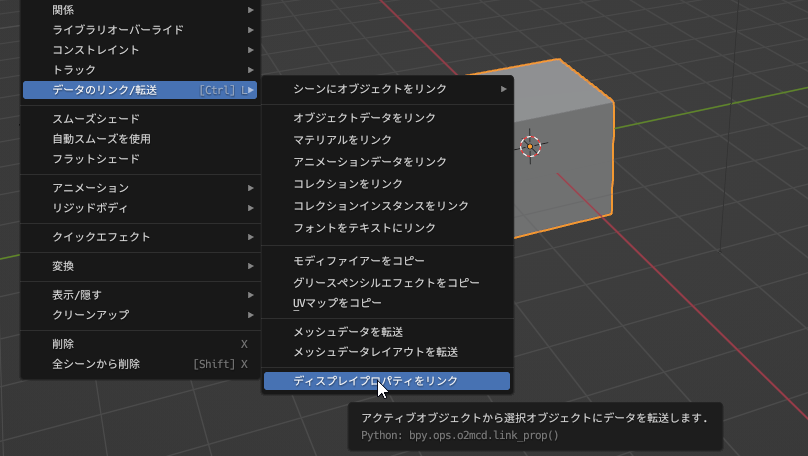 関係
ライブラリオーバーライド
コンストレイント
トラック
データのリンク/転送 [Ctrl] L
スムーズシェード
自動スムーズを使用
フラットシェード
アニメーション
リジッドボディ
クイックエフェクト
変換
表示/隠す
クリーンアップ
削除 X
全シーンから削除 [Shift] X
シーンにオブジェクトをリンク
オブジェクトデータをリンク
マテリアルをリンク
アニメーションデータをリンク
コレクションをリンク
コレクションインスタンスをリンク
フォントをテキストにリンク
モディファイアーをコピー
グリースペンシルエフェクトをコピー
UVマップをコピー
メッシュデータを転送
メッシュデータレイアウトを転送
ディスプレイプロパティをリンク
アクティブオブジェクトから選択オブジェクトにデータを転送します.
Python: bpy.ops.o2mcd.link_prop()